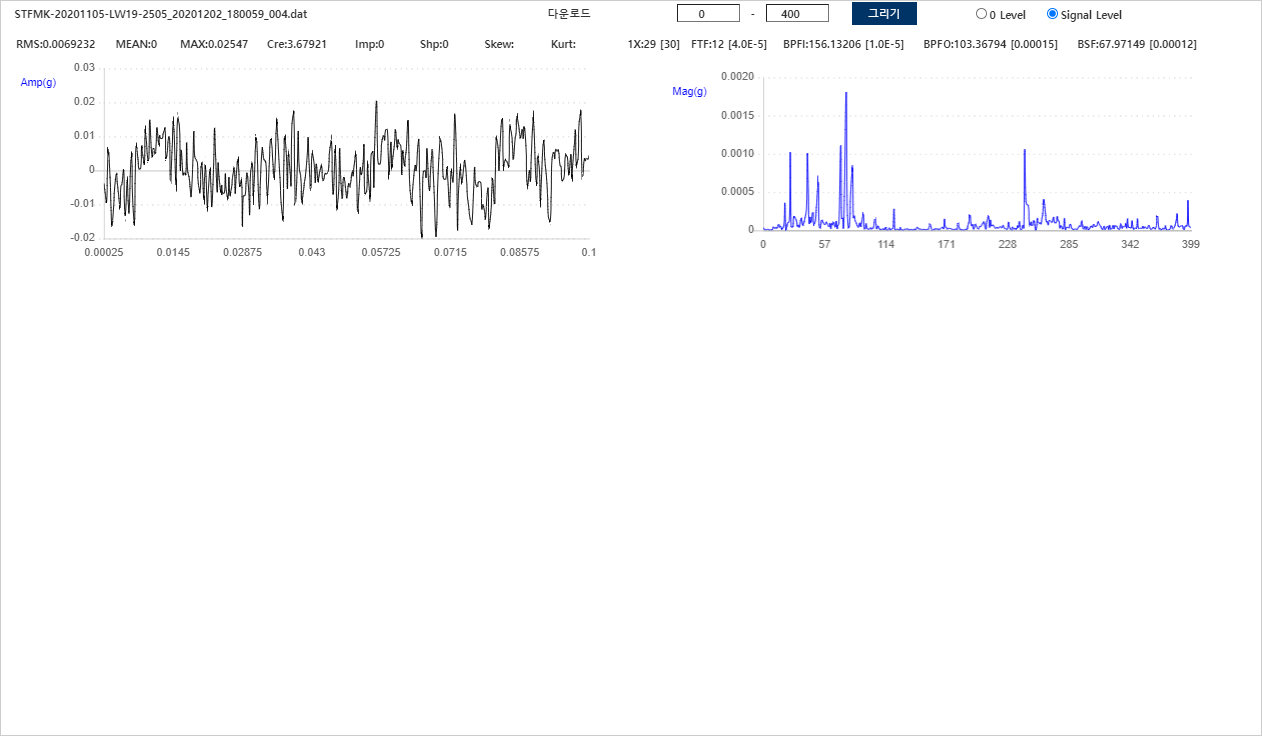 STFMK-20201105-LW19-2505_20201202_180059_004.dat 다운로드 0 - 400 그리기 0 Level Signal Level
RMS:0.0069232 MEAN:0 MAX:0.02547 Cre:3.67921 Imp:0 Shp:0 Skew: Kurt: 1X:29 [30] FTF:12 [4.0E-5] BPFI:156.13206 [1.0E-5] BPFO:103.36794 [0.00015] BSF:67.97149 [0.00012]
Amp(g)
0.03
0.02
0.01
0
-0.01
-0.02
0.00025 0.0145 0.02875 0.043 0.05725 0.0715 0.08575 0.1
Mag(g)
0.0020
0.0015
0.0010
0.0005
0
0 57 114 171 228 285 342 399